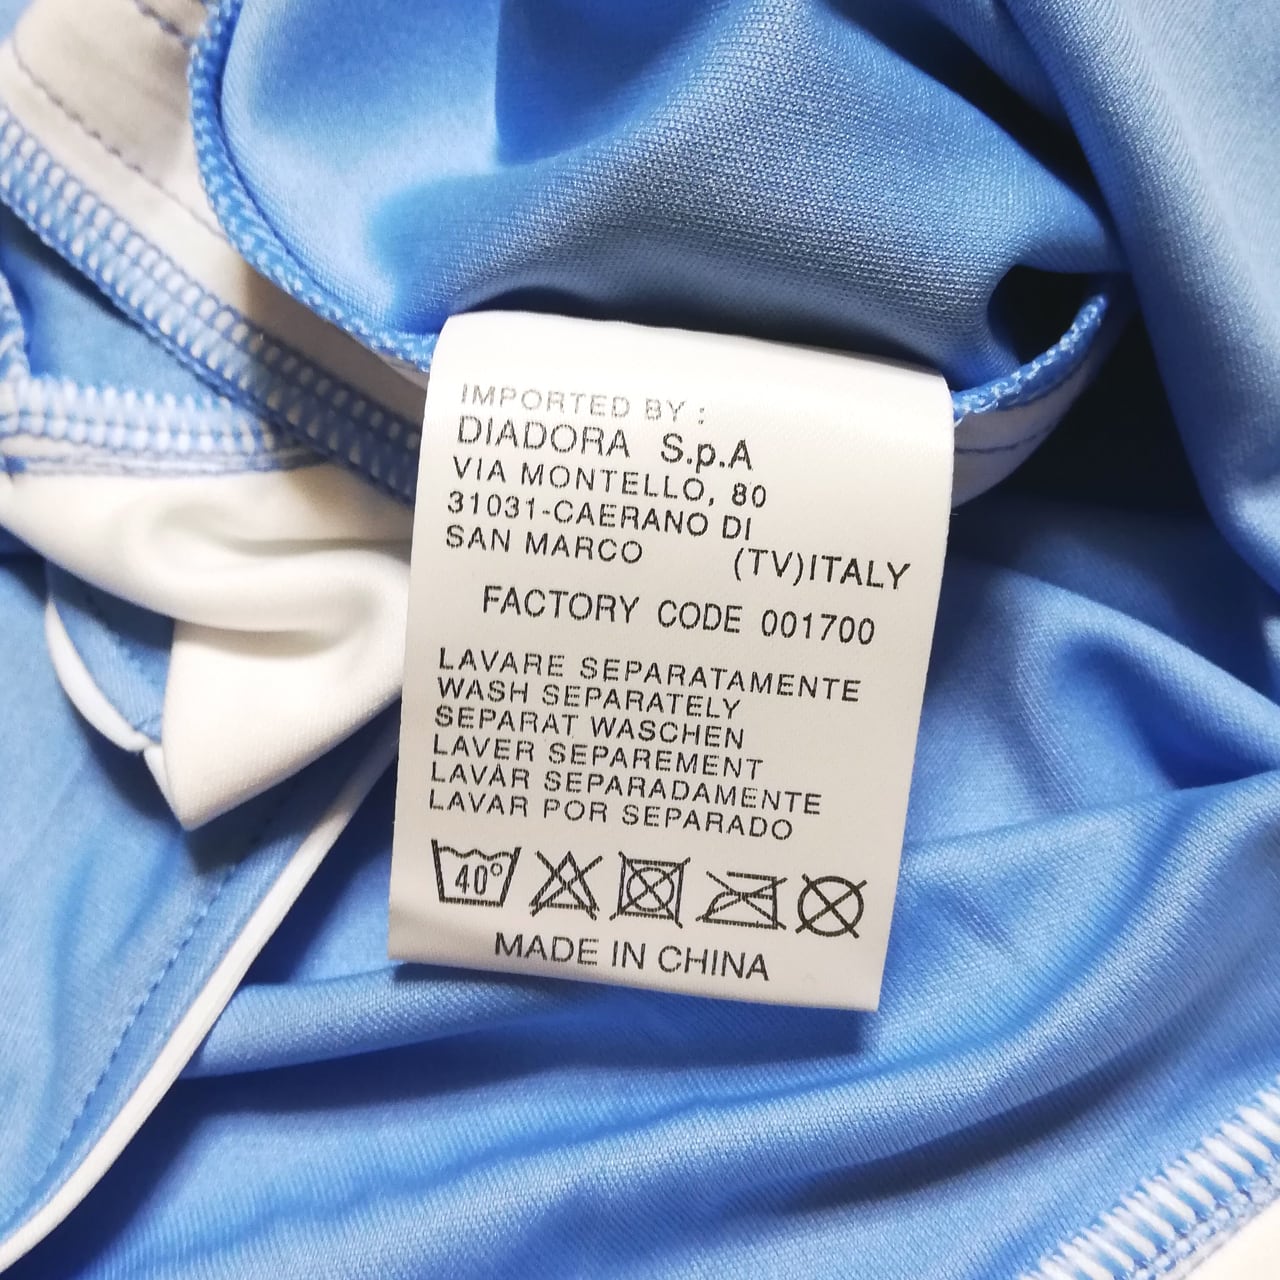 IMPORTED BY :
DIADORA S.p.A
VIA MONTELLO, 80
31031-CAERANO DI
SAN MARCO (TV)ITALY
FACTORY CODE 001700
LAVARE SEPARATAMENTE
WASH SEPARATELY
SEPARAT WASCHEN
LAVER SEPAREMENT
LAVAR SEPARADAMENTE
LAVAR POR SEPARADO
40°
MADE IN CHINA